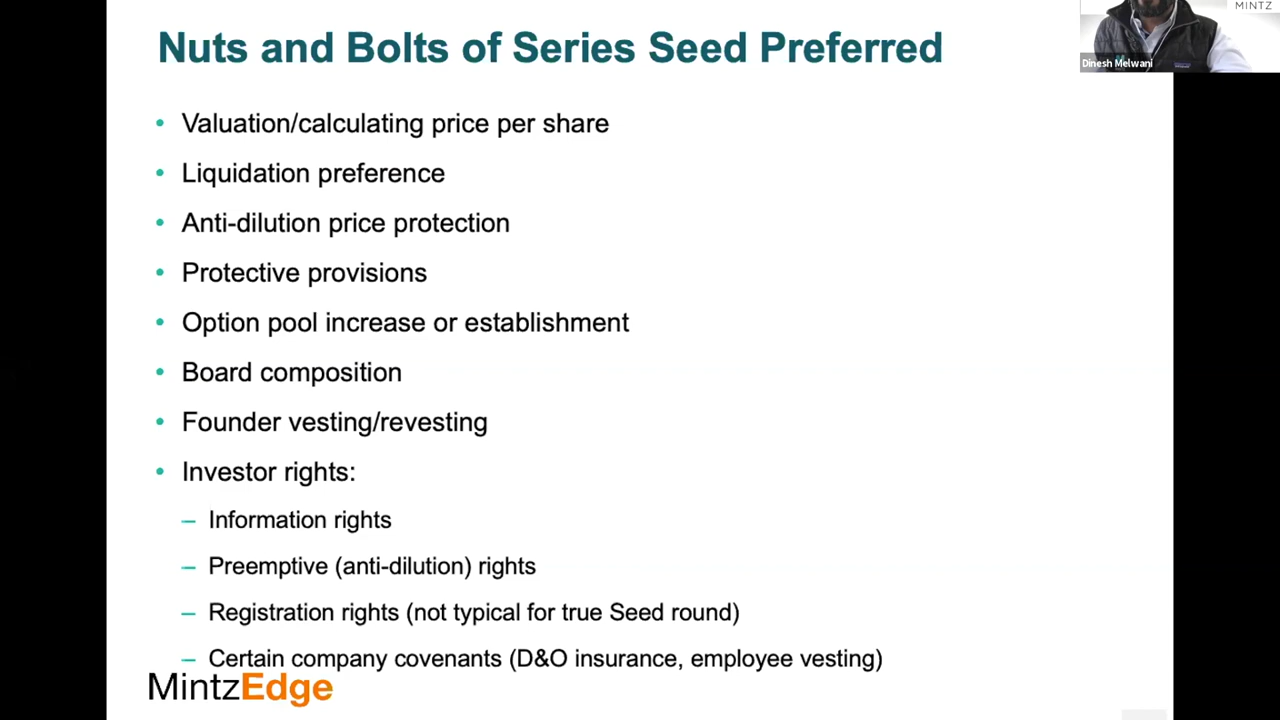 Nuts and Bolts of Series Seed Preferred
MINTZ
Dinesh Melwani
• Valuation/calculating price per share
• Liquidation preference
• Anti-dilution price protection
• Protective provisions
• Option pool increase or establishment
• Board composition
• Founder vesting/revesting
• Investor rights:
– Information rights
– Preemptive (anti-dilution) rights
– Registration rights (not typical for true Seed round)
– Certain company covenants (D&O insurance, employee vesting)
MintzEdge